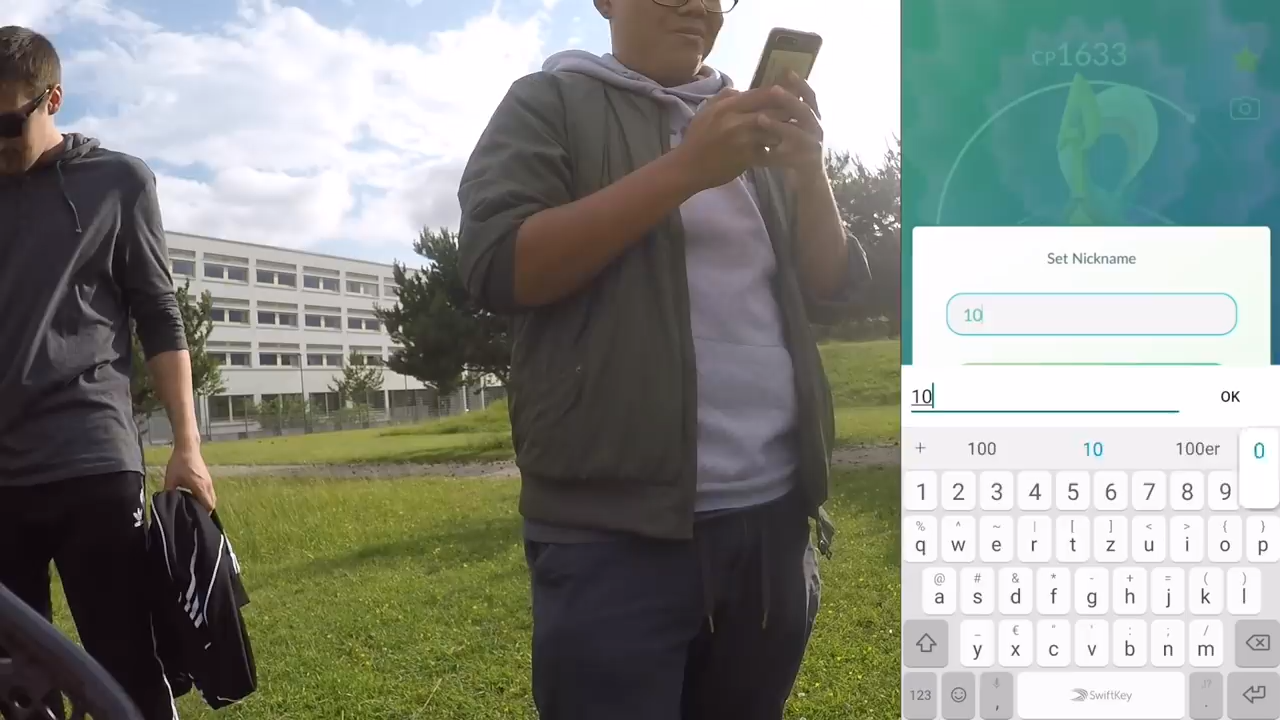 CP1633
Set Nickname
10
10 OK
+ 100 10 100er 0
1 2 3 4 5 6 7 8 9
% ^ ~ | [ ] < > { }
q w e r t z u i o p
@ # & * - + = ( )
a s d f g h j k l
_ € " ' : ; /
y x c v b n m
123 , SwiftKey .